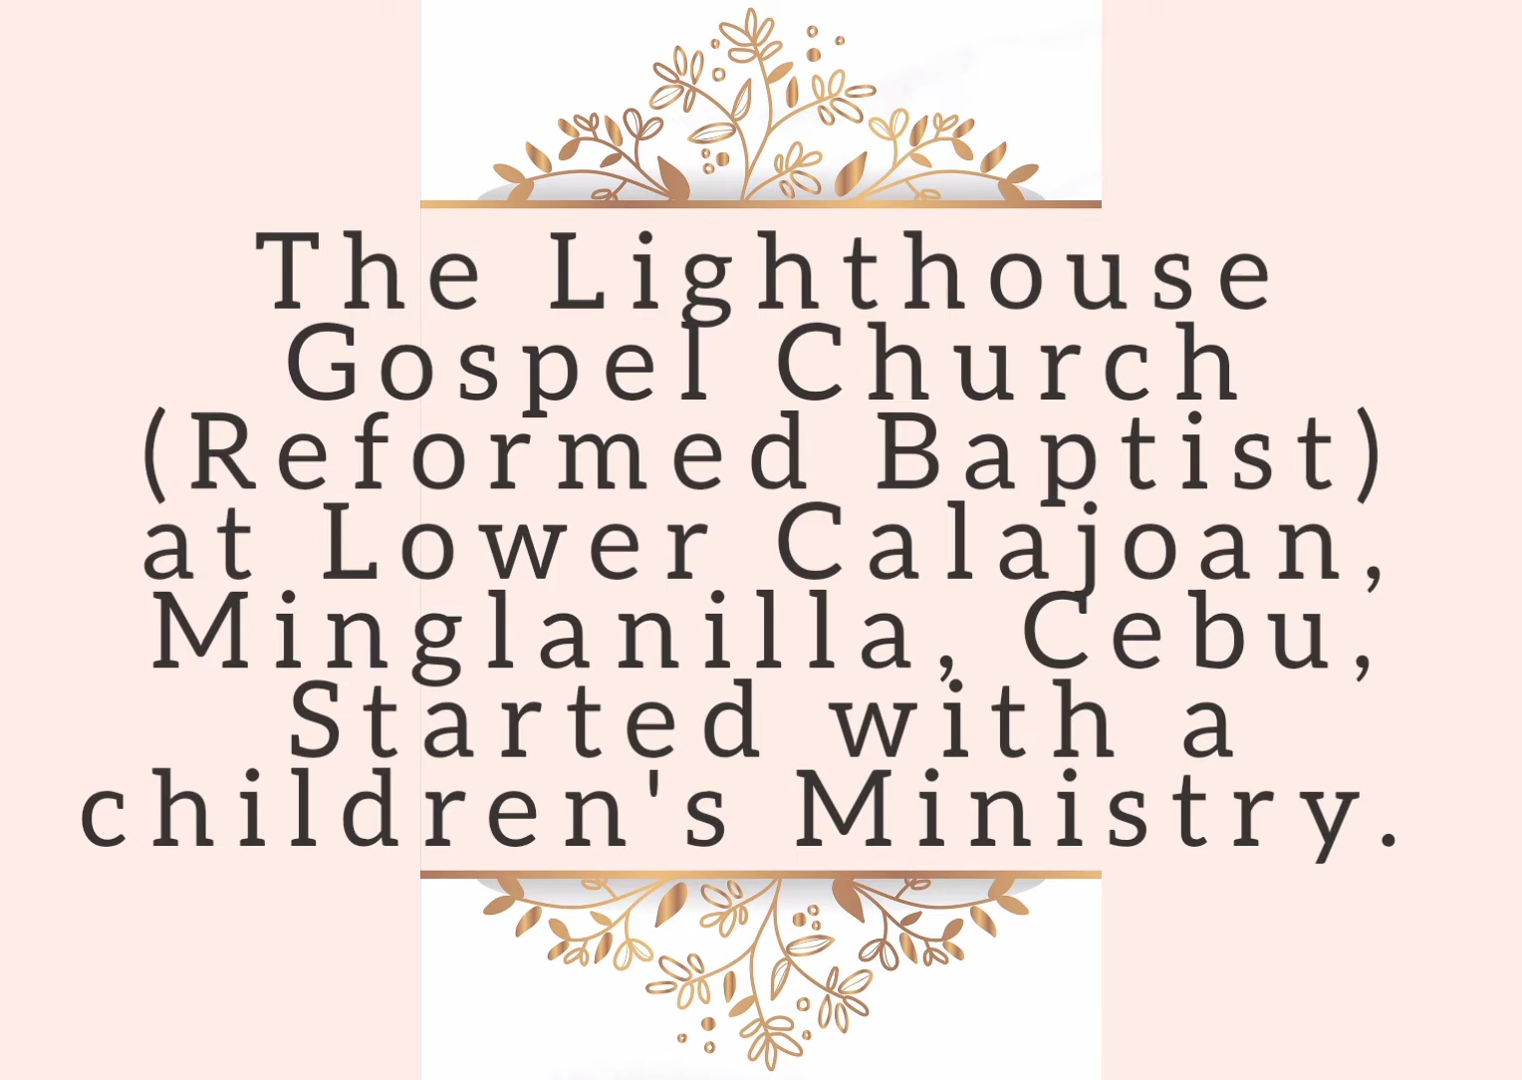 The Lighthouse
Gospel Church
(Reformed Baptist)
at Lower Calajoan,
Minglanilla, Cebu,
Started with a
children's Ministry.